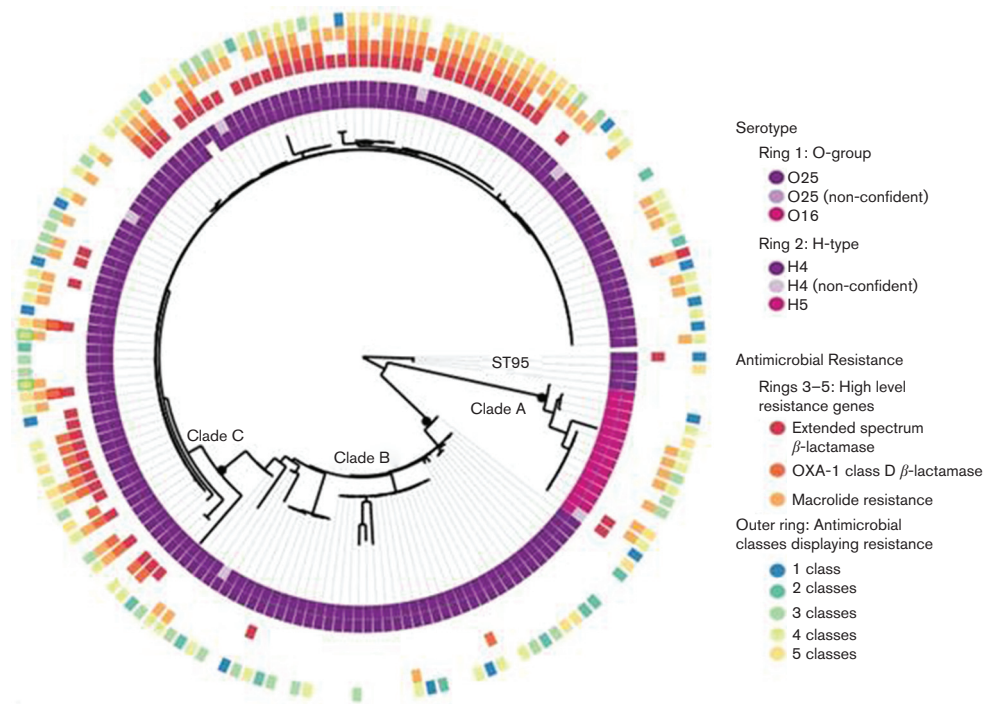 ST95
Clade A
Clade C
Clade B
Serotype
Ring 1: O-group
O25
O25 (non-confident)
O16
Ring 2: H-type
H4
H4 (non-confident)
H5
Antimicrobial Resistance
Rings 3–5: High level
resistance genes
Extended spectrum
β-lactamase
OXA-1 class D β-lactamase
Macrolide resistance
Outer ring: Antimicrobial
classes displaying resistance
1 class
2 classes
3 classes
4 classes
5 classes